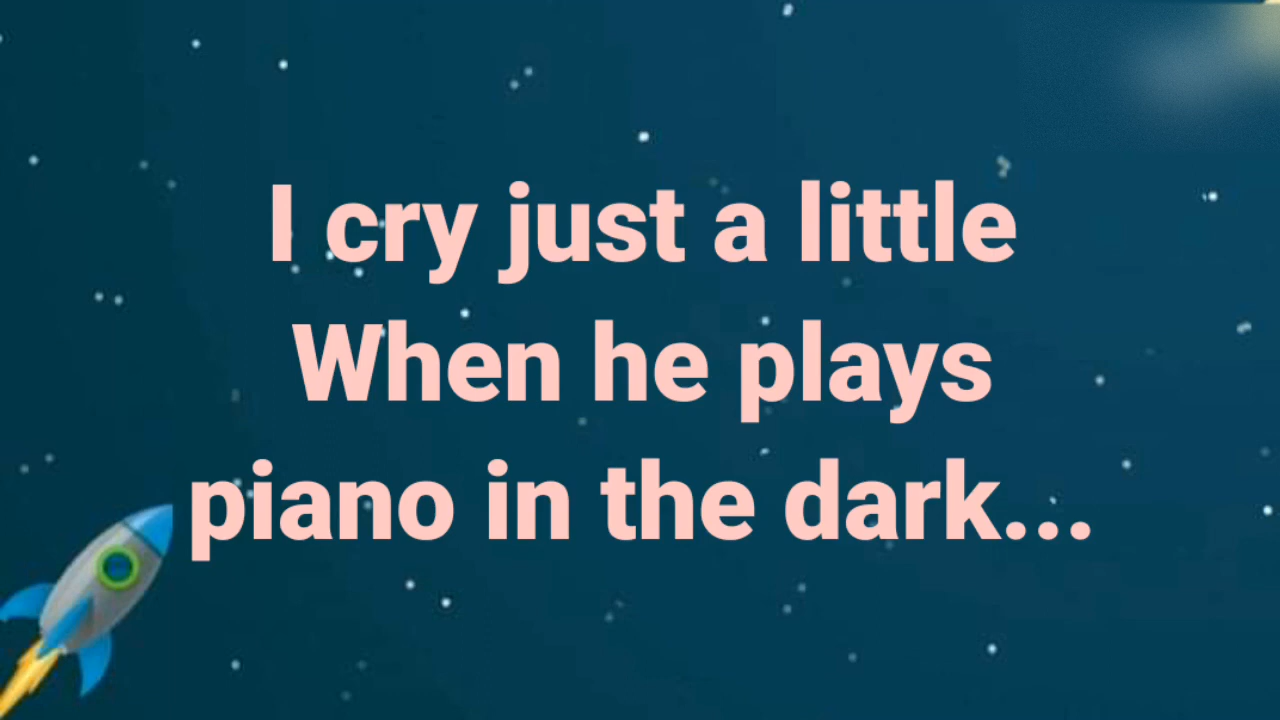 I cry just a little
When he plays
piano in the dark...